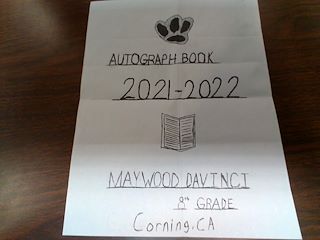 AUTOGRAPH BOOK
2021-2022
MAYWOOD DAVINCI
8th GRADE
Corning, CA